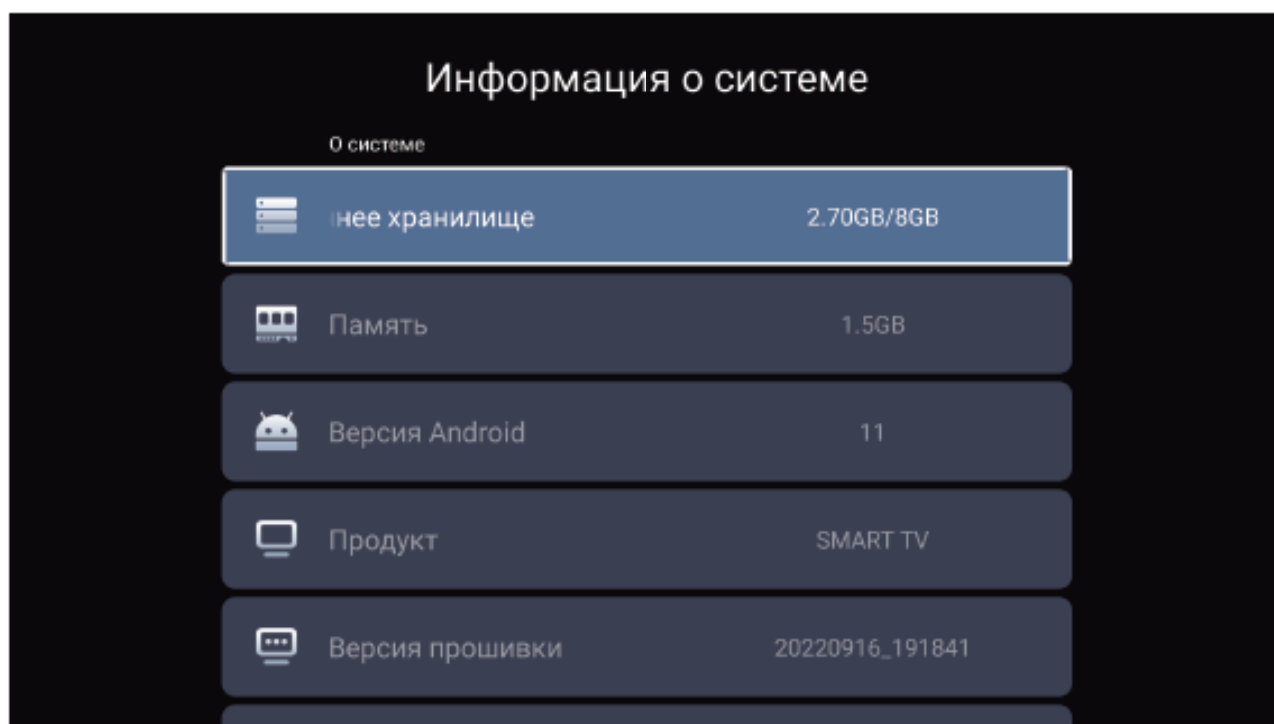 Информация о системе
О системе
нее хранилище 2.70GB/8GB
Память 1.5GB
Версия Android 11
Продукт SMART TV
Версия прошивки 20220916_191841